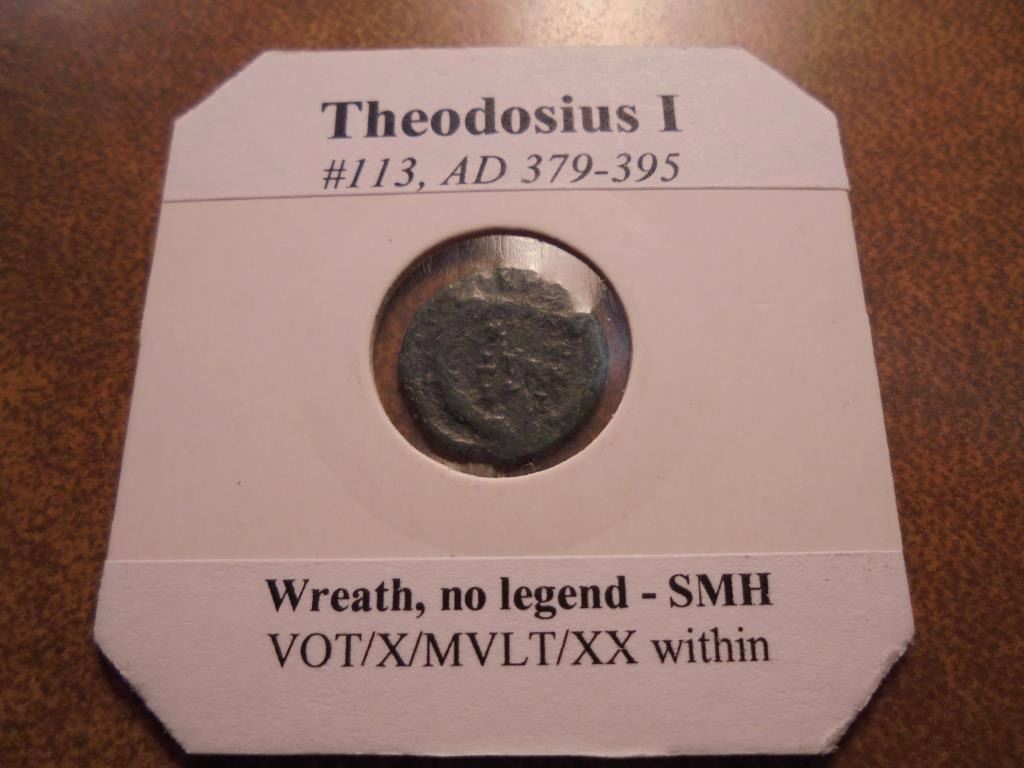 Theodosius I
#113, AD 379-395
Wreath, no legend - SMH
VOT/X/MVLT/XX within